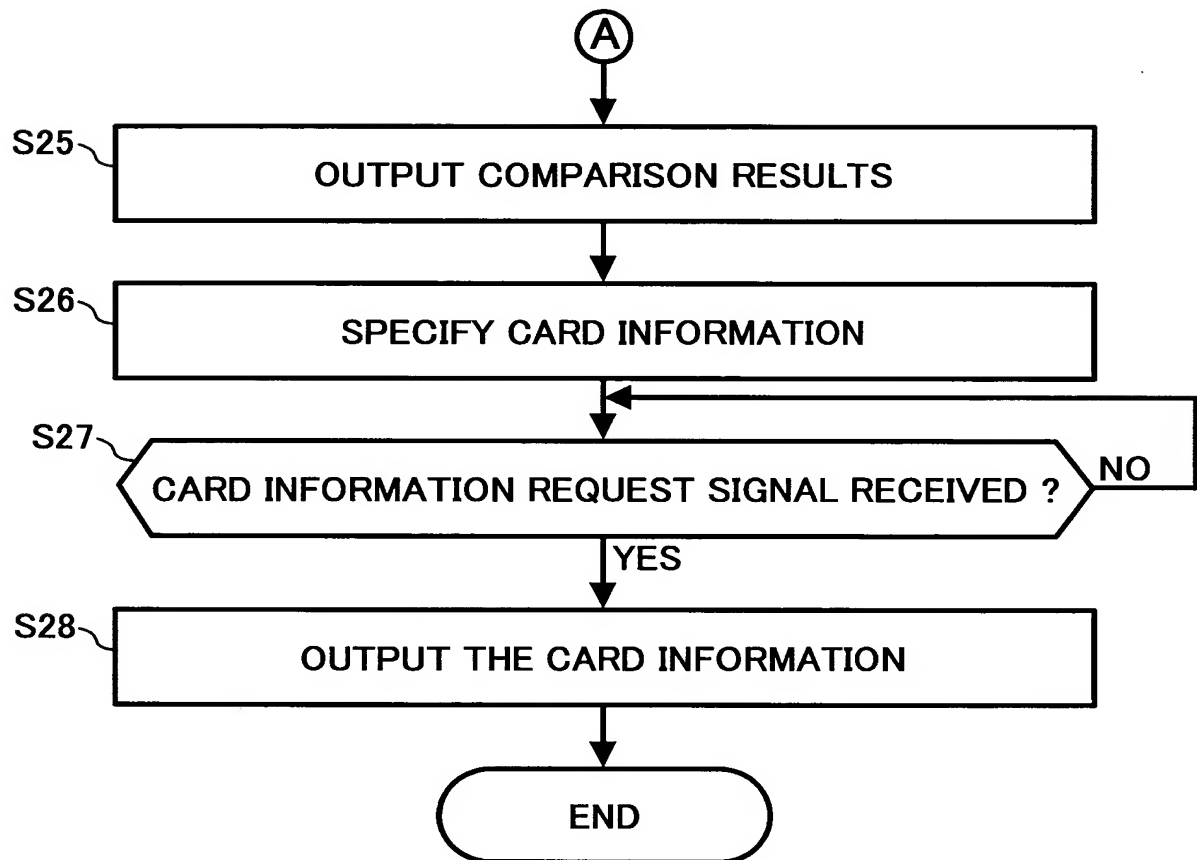 A
S25
OUTPUT COMPARISON RESULTS
S26
SPECIFY CARD INFORMATION
S27
CARD INFORMATION REQUEST SIGNAL RECEIVED ?
NO
YES
S28
OUTPUT THE CARD INFORMATION
END